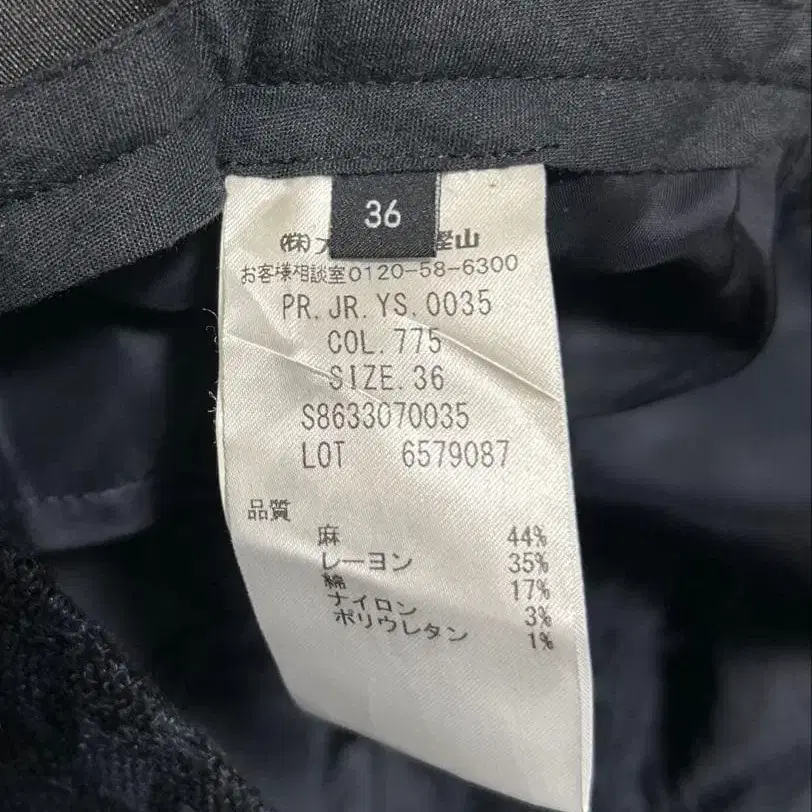 36
(株) 山
お客様相談室0120-58-6300
PR.JR.YS.0035
COL.775
SIZE.36
S8633070035
LOT 6579087
品質
麻 44%
レーヨン 35%
綿 17%
ナイロン 3%
ポリウレタン 1%